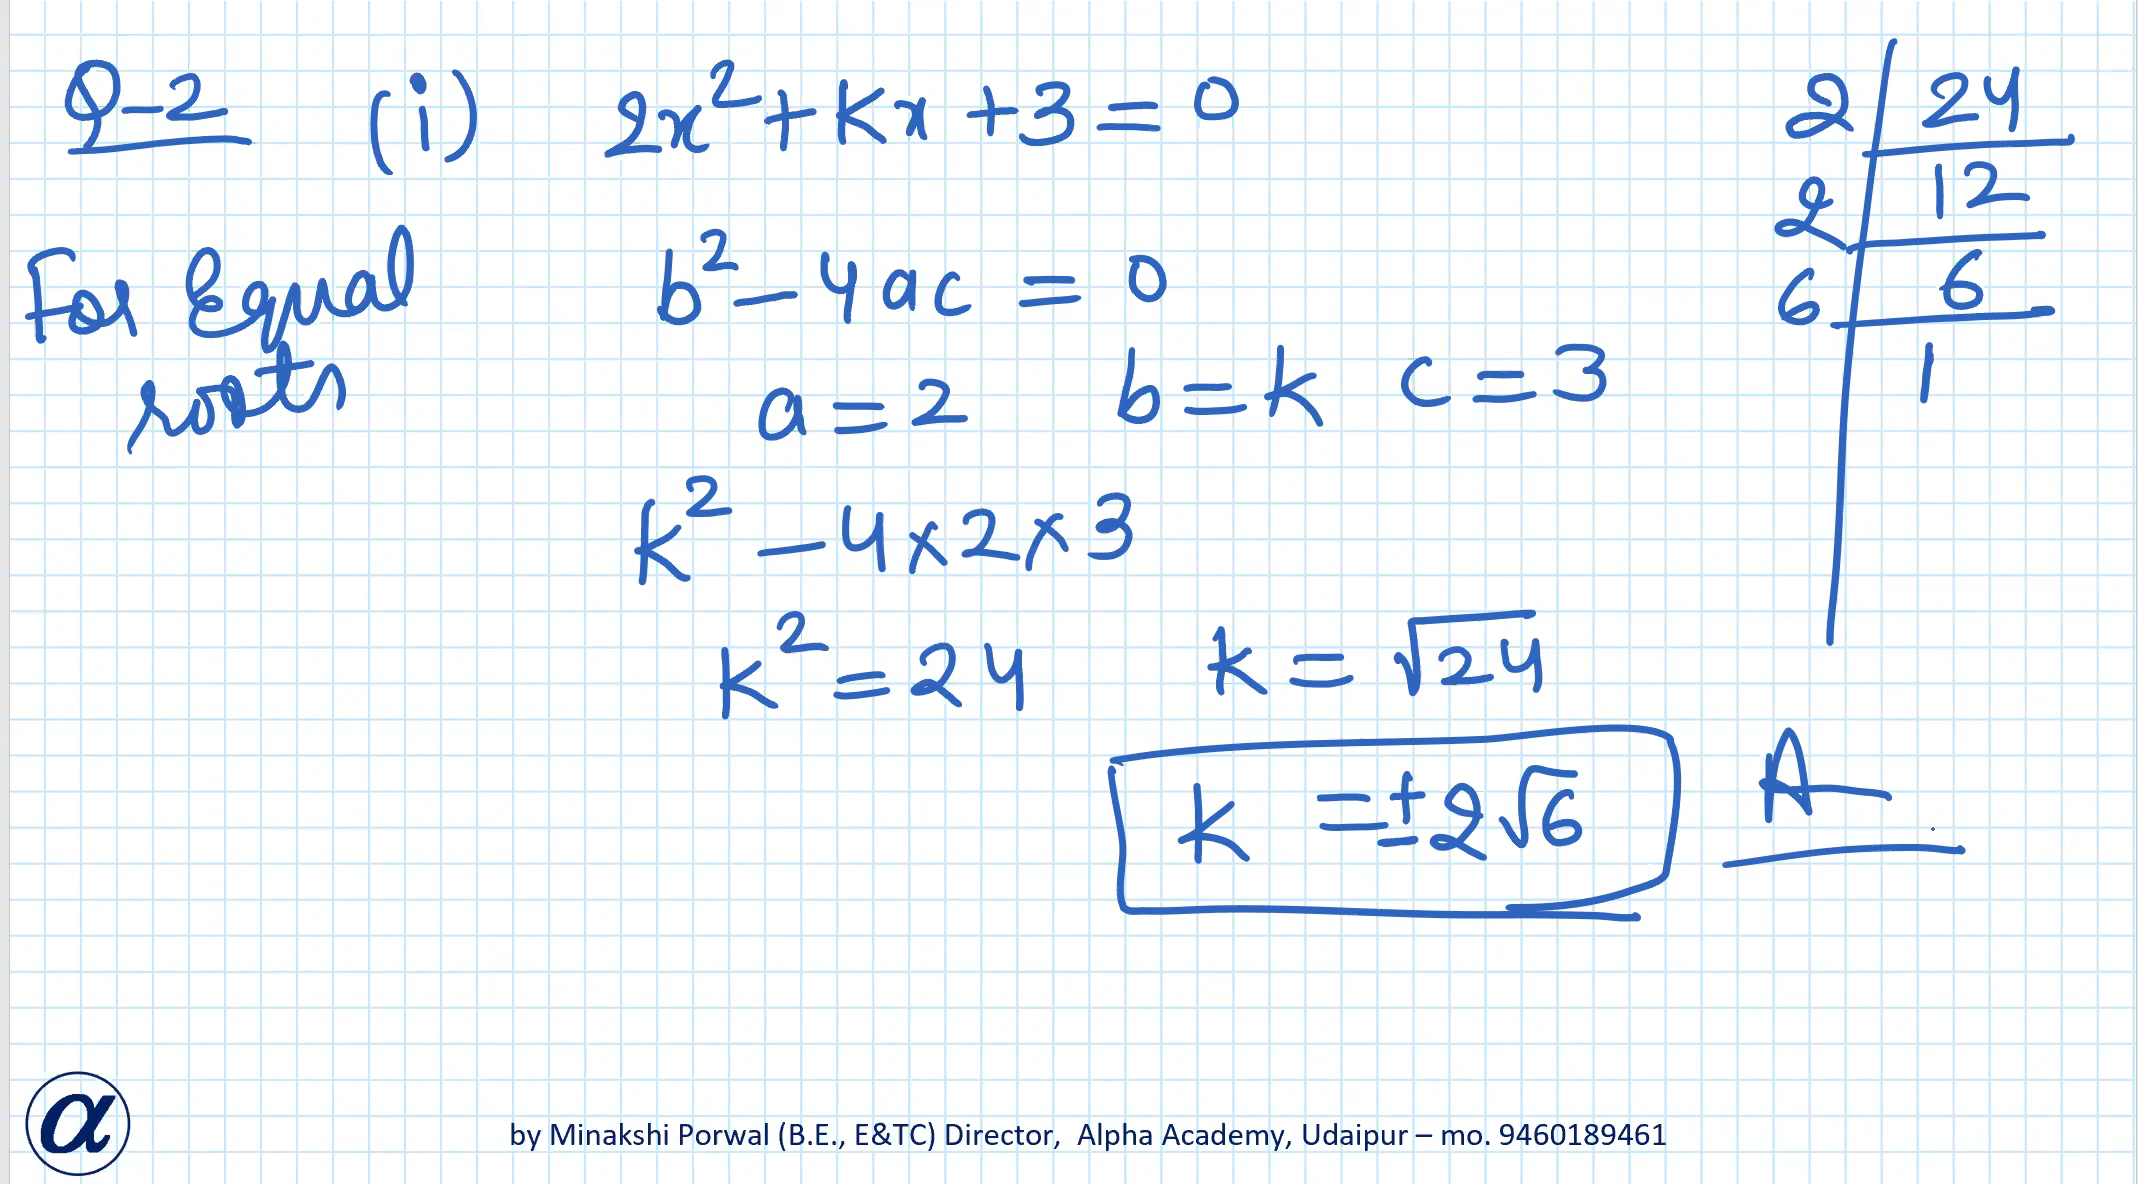 Q-2 (i) 2x² + kx + 3 = 0
For Equal roots
b² - 4ac = 0
a = 2 b = k c = 3
k² - 4×2×3
k² = 24 k = √24
k = ± 2√6 A
2 | 24
2 | 12
6 | 6
1
α
by Minakshi Porwal (B.E., E&TC) Director, Alpha Academy, Udaipur – mo. 9460189461